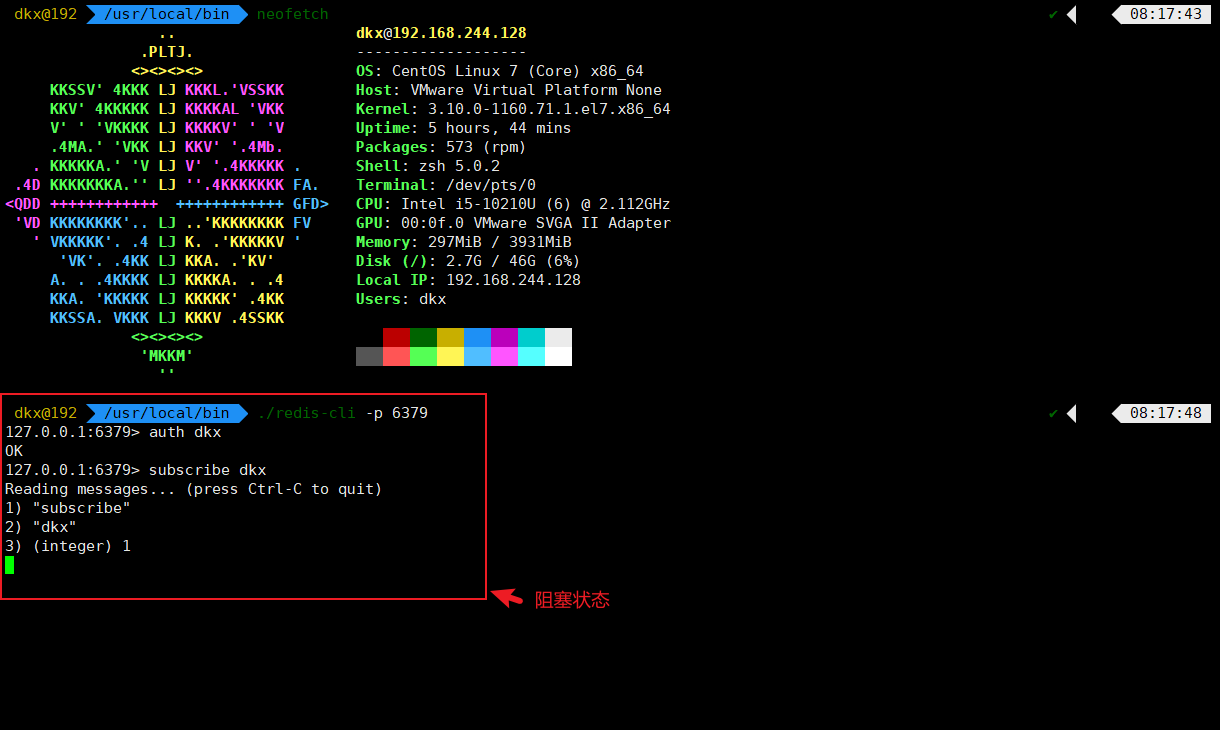 dkx@192 /usr/local/bin neofetch ✔ 08:17:43
.. dkx@192.168.244.128
.PLTJ. -------------------
<><><><> OS: CentOS Linux 7 (Core) x86_64
KKSSV' 4KKK LJ KKKL.'VSSKK Host: VMware Virtual Platform None
KKV' 4KKKKK LJ KKKKAL 'VKK Kernel: 3.10.0-1160.71.1.el7.x86_64
V' ' 'VKKKK LJ KKKKV' ' 'V Uptime: 5 hours, 44 mins
.4MA.' 'VKK LJ KKV' '.4Mb. Packages: 573 (rpm)
. KKKKKA.' 'V LJ V' '.4KKKKK . Shell: zsh 5.0.2
.4D KKKKKKKA.'' LJ ''.4KKKKKKK FA. Terminal: /dev/pts/0
<QDD ++++++++++++ ++++++++++++ GFD> CPU: Intel i5-10210U (6) @ 2.112GHz
'VD KKKKKKKK'.. LJ ..'KKKKKKKK FV GPU: 00:0f.0 VMware SVGA II Adapter
' VKKKKK'. .4 LJ K. .'KKKKKV ' Memory: 297MiB / 3931MiB
'VK'. .4KK LJ KKA. .'KV' Disk (/): 2.7G / 46G (6%)
A. . .4KKKK LJ KKKKA. . .4 Local IP: 192.168.244.128
KKA. 'KKKKK LJ KKKKK' .4KK Users: dkx
KKSSA. VKKK LJ KKKV .4SSKK
<><><><>
'MKKM'
''
dkx@192 /usr/local/bin ./redis-cli -p 6379 ✔ 08:17:48
127.0.0.1:6379> auth dkx
OK
127.0.0.1:6379> subscribe dkx
Reading messages... (press Ctrl-C to quit)
1) "subscribe"
2) "dkx"
3) (integer) 1
阻塞状态